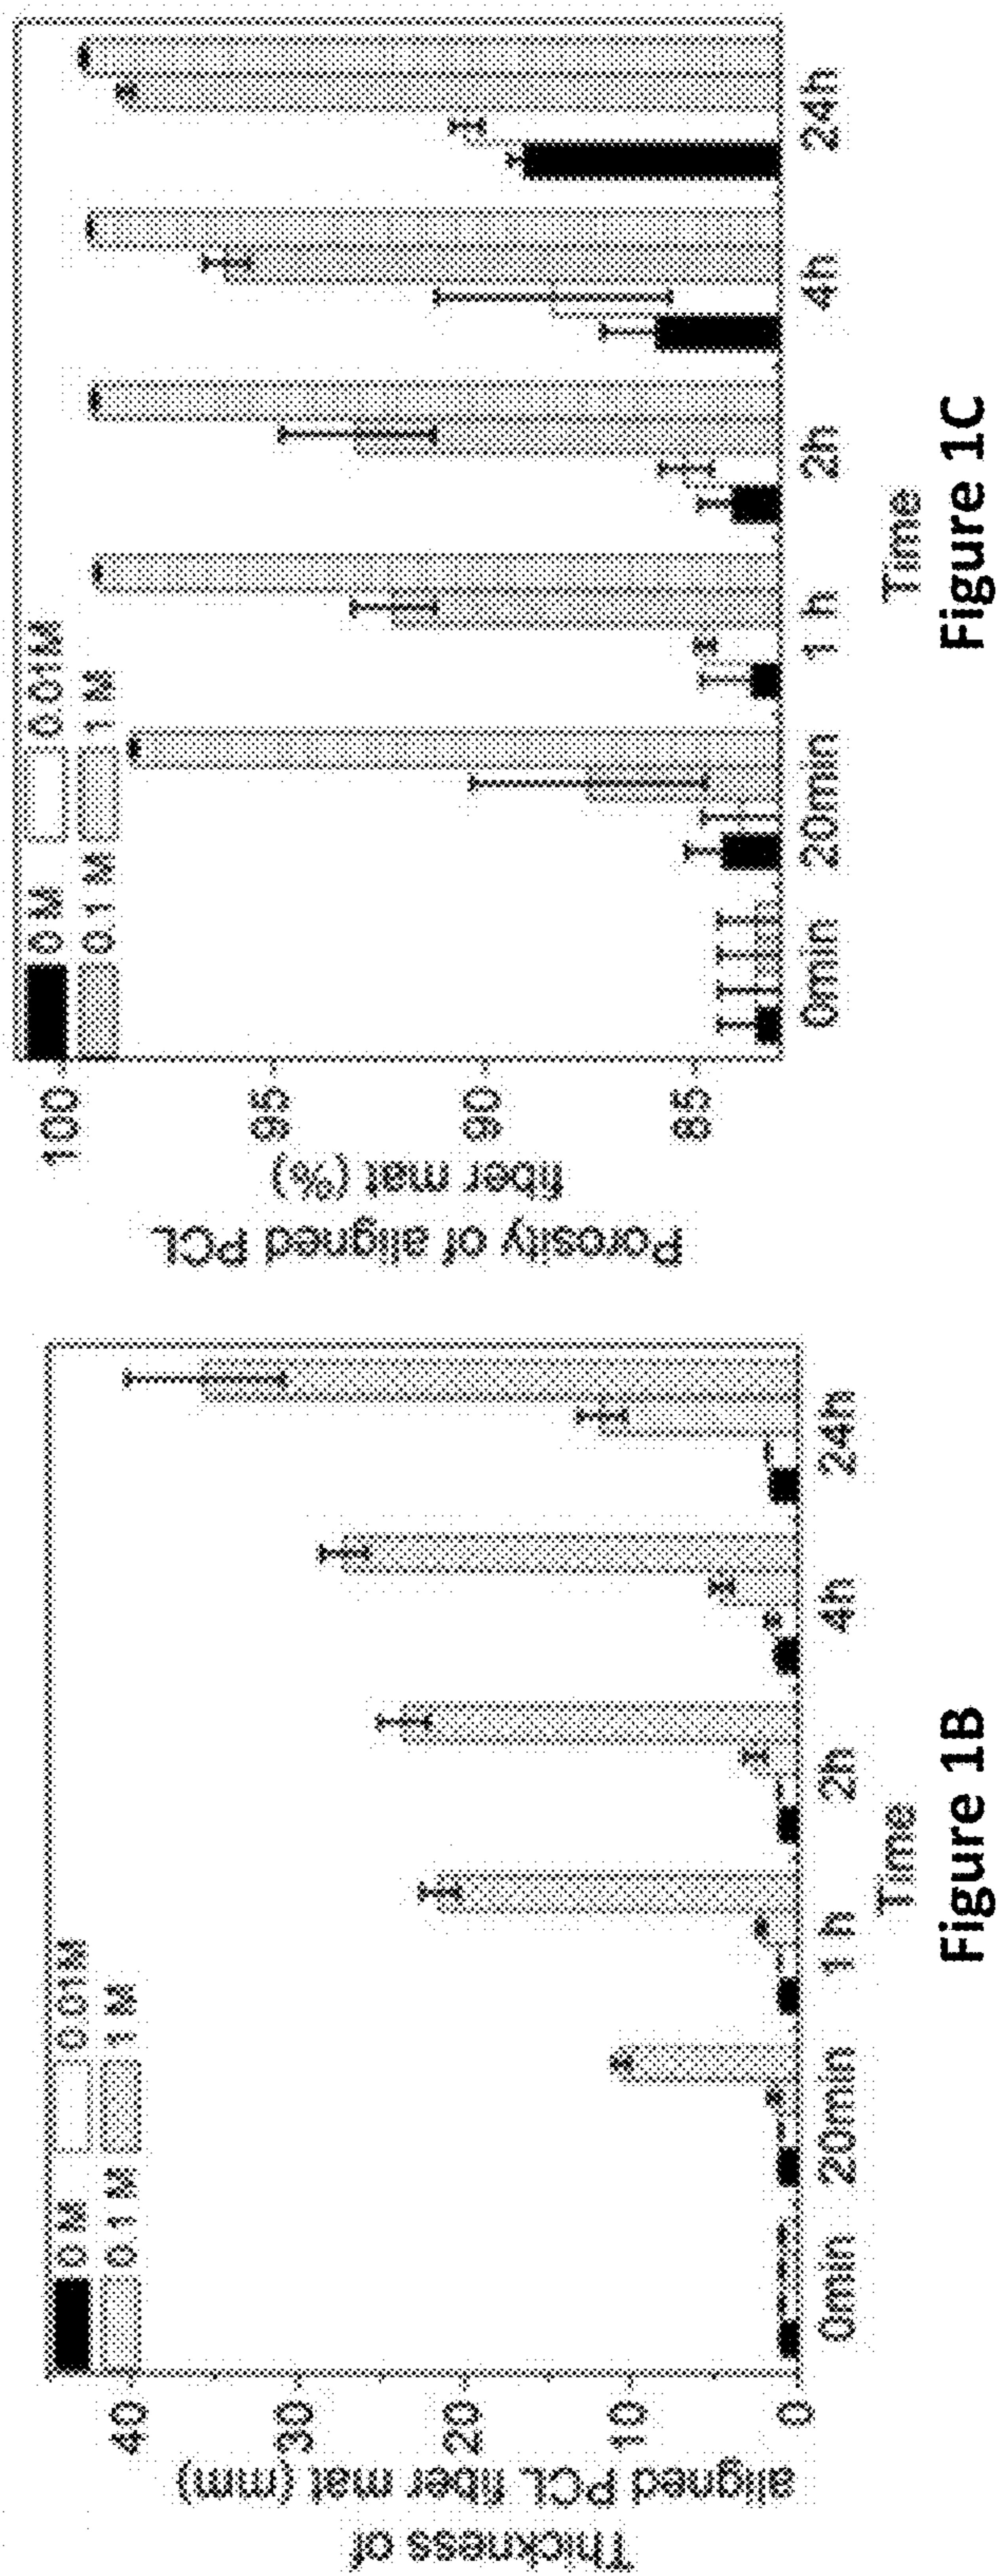 Thickness of
aligned PCL fiber mat (mm)
40
30
20
10
0
0 M
0.01M
0.1 M
1 M
0min
20min
1 h
2h
4h
24h
Time
Figure 1B
Porosity of aligned PCL
fiber mat (%)
100
95
90
85
0 M
0.01M
0.1 M
1 M
0min
20min
1 h
2h
4h
24h
Time
Figure 1C